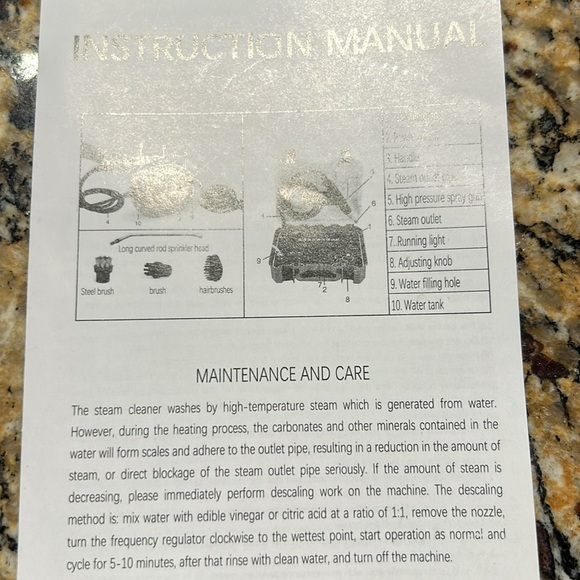 INSTRUCTION MANUAL
3. Handle
4. Steam
5. High pressure spray gun
6. Steam outlet
7. Running light
8. Adjusting knob
9. Water filling hole
10. Water tank
Long curved rod sprinkler head
Steel brush brush hairbrushes
9
7
2
8
6
MAINTENANCE AND CARE
The steam cleaner washes by high-temperature steam which is generated from water.
However, during the heating process, the carbonates and other minerals contained in the
water will form scales and adhere to the outlet pipe, resulting in a reduction in the amount of
steam, or direct blockage of the steam outlet pipe seriously. If the amount of steam is
decreasing, please immediately perform descaling work on the machine. The descaling
method is: mix water with edible vinegar or citric acid at a ratio of 1:1, remove the nozzle,
turn the frequency regulator clockwise to the wettest point, start operation as normal and
cycle for 5-10 minutes, after that rinse with clean water, and turn off the machine.